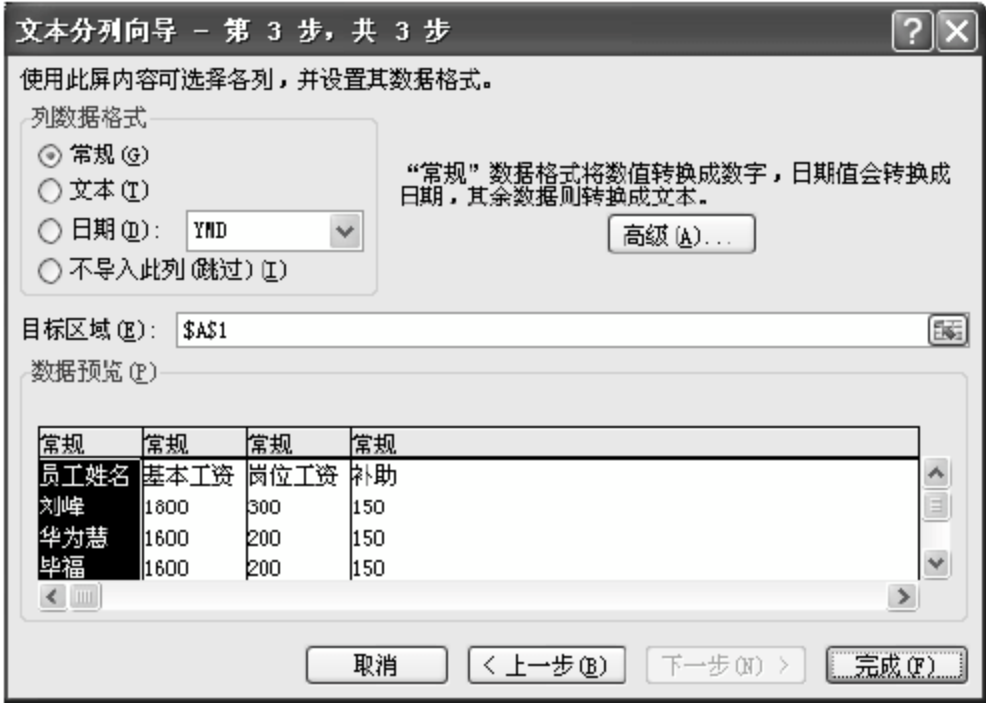 文本分列向导 - 第 3 步，共 3 步
使用此屏内容可选择各列，并设置其数据格式。
列数据格式
常规(G)
文本(T)
日期(D): YMD
不导入此列(跪过)(I)
“常规”数据格式将数值转换成数字，日期值会转换成
日期，其余数据则转换成文本。
高级(A)...
目标区域(E): $A$1
数据预览(P)
常规 常规 常规 常规
员工姓名 基本工资 岗位工资 补助
刘峰 1800 300 150
华为慧 1600 200 150
毕福 1600 200 150
取消 < 上一步(B) 下一步(N) > 完成(F)